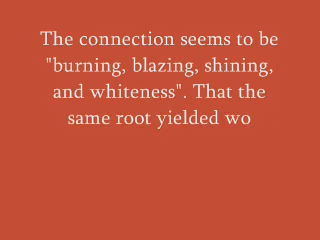 The connection seems to be
"burning, blazing, shining,
and whiteness". That the
same root yielded wo